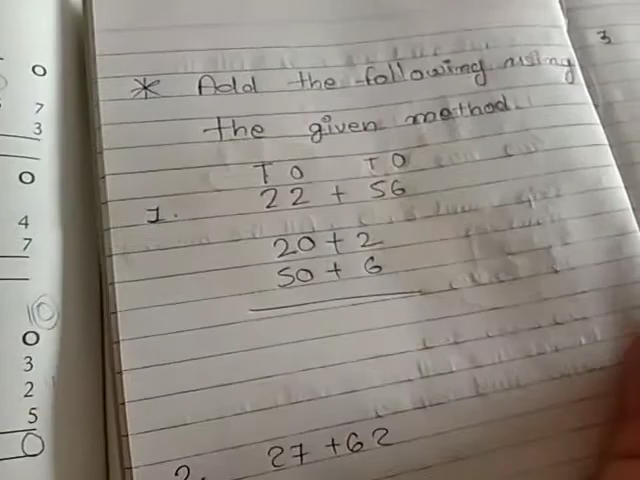 0
7
3
0
4
7
10
0
3
2
5
0
3
* Add the following using
the given method.
T O T O
1. 22 + 56
20 + 2
50 + 6
2. 27 + 62